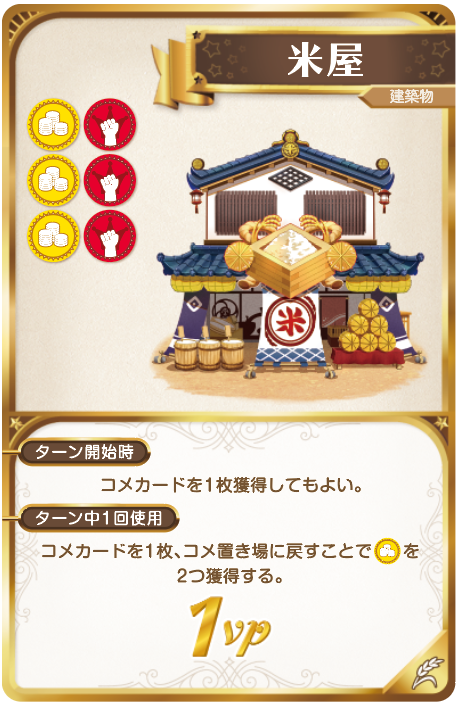 米屋
建築物
米
ターン開始時
コメカードを1枚獲得してもよい。
ターン中1回使用
コメカードを1枚、コメ置き場に戻すことでを
2つ獲得する。
1vp